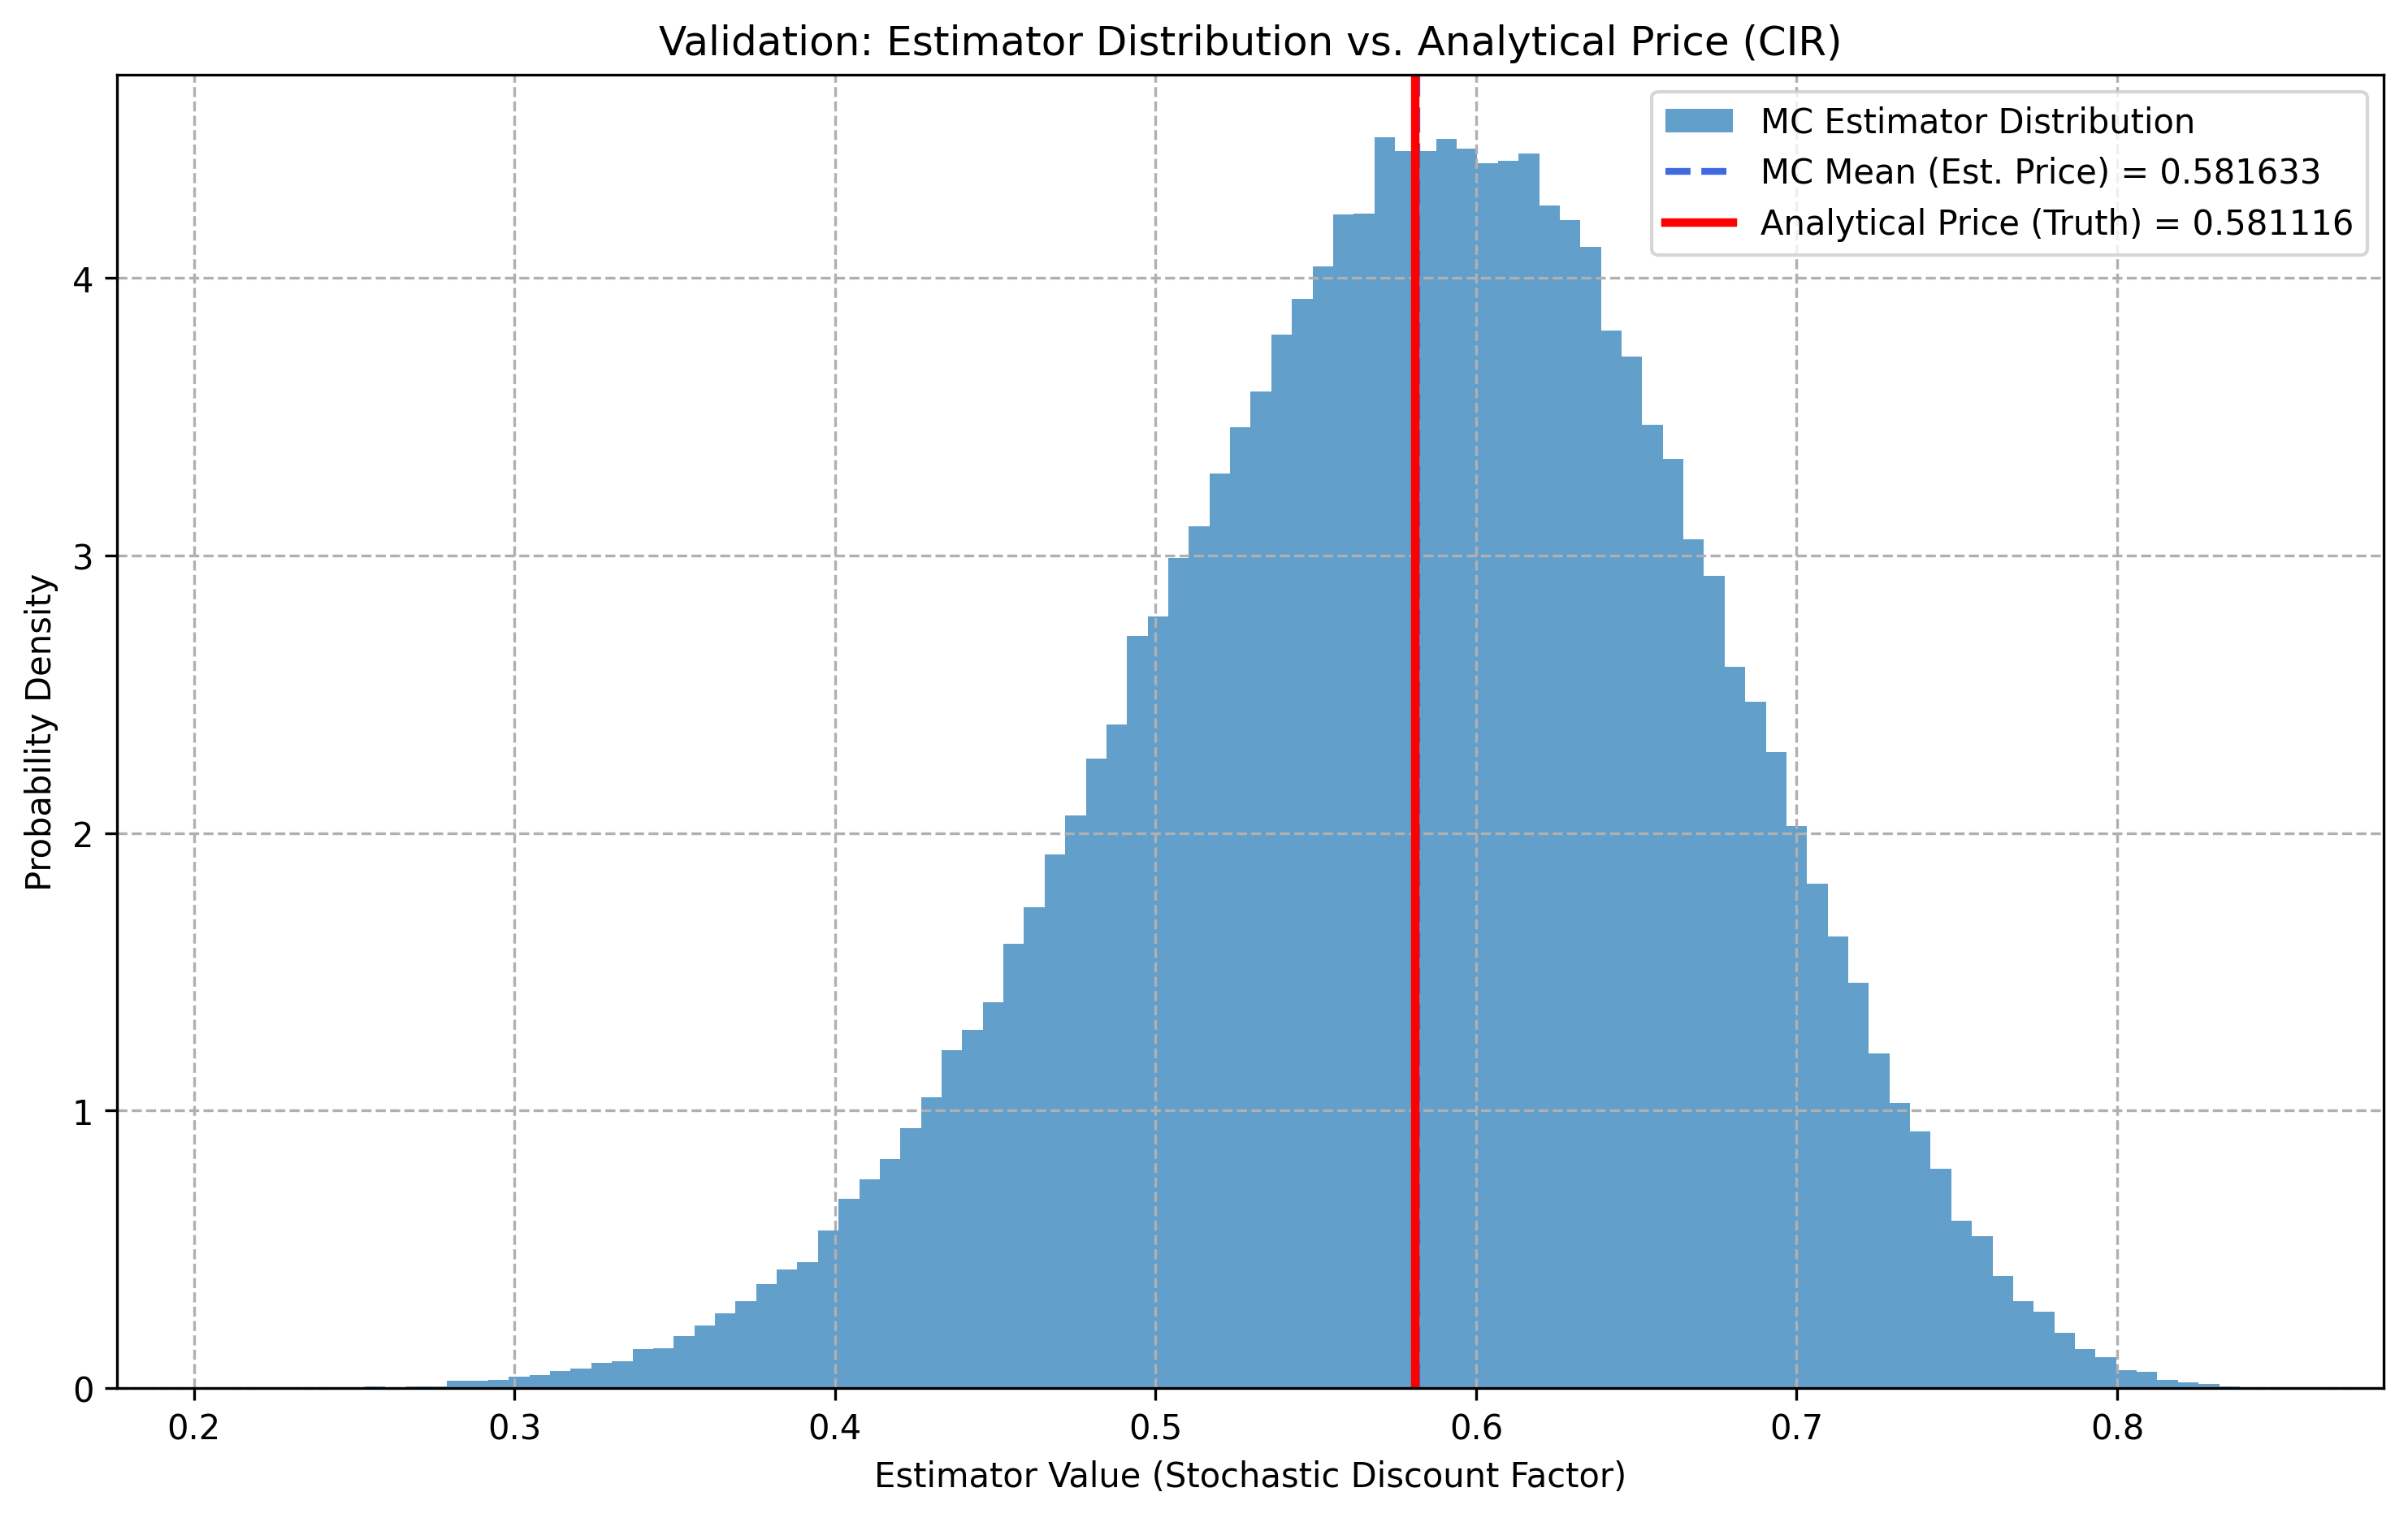 Validation: Estimator Distribution vs. Analytical Price (CIR)
MC Estimator Distribution
MC Mean (Est. Price) = 0.581633
Analytical Price (Truth) = 0.581116
Probability Density
4
3
2
1
0
0.2 0.3 0.4 0.5 0.6 0.7 0.8
Estimator Value (Stochastic Discount Factor)